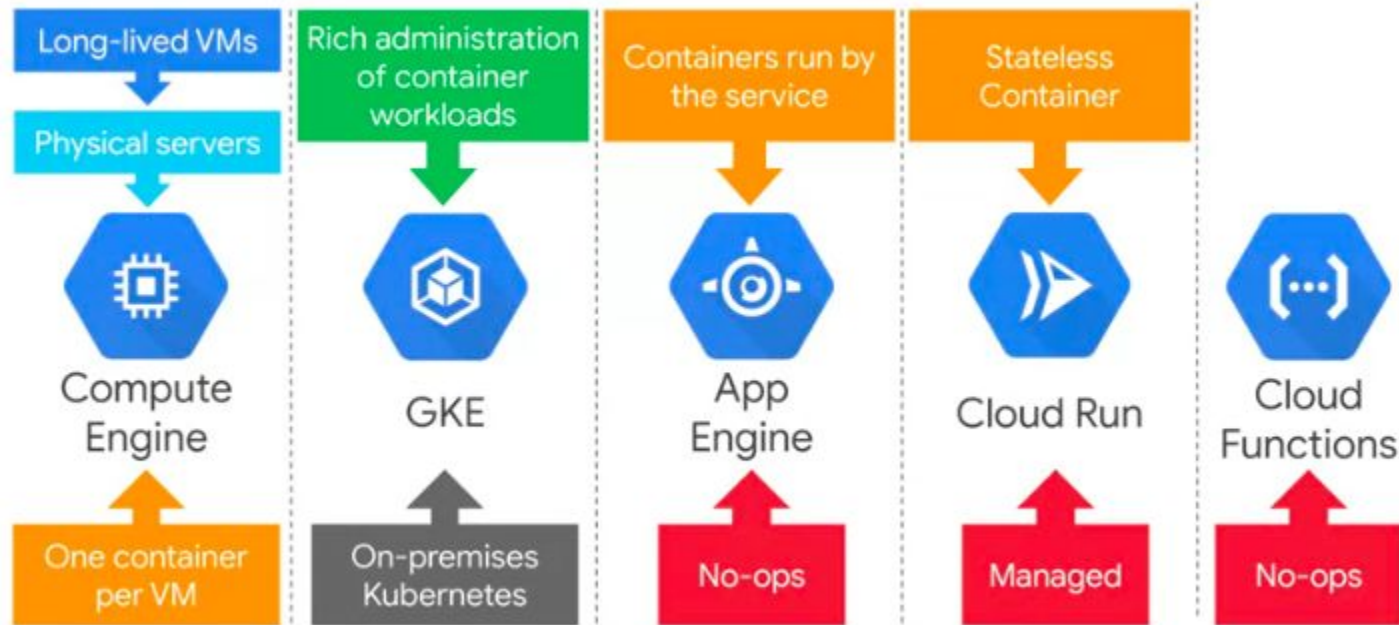 Long-lived VMs
Physical servers
Compute
Engine
One container
per VM
Rich administration
of container
workloads
GKE
On-premises
Kubernetes
Containers run by
the service
App
Engine
No-ops
Stateless
Container
Cloud Run
Managed
Cloud
Functions
No-ops